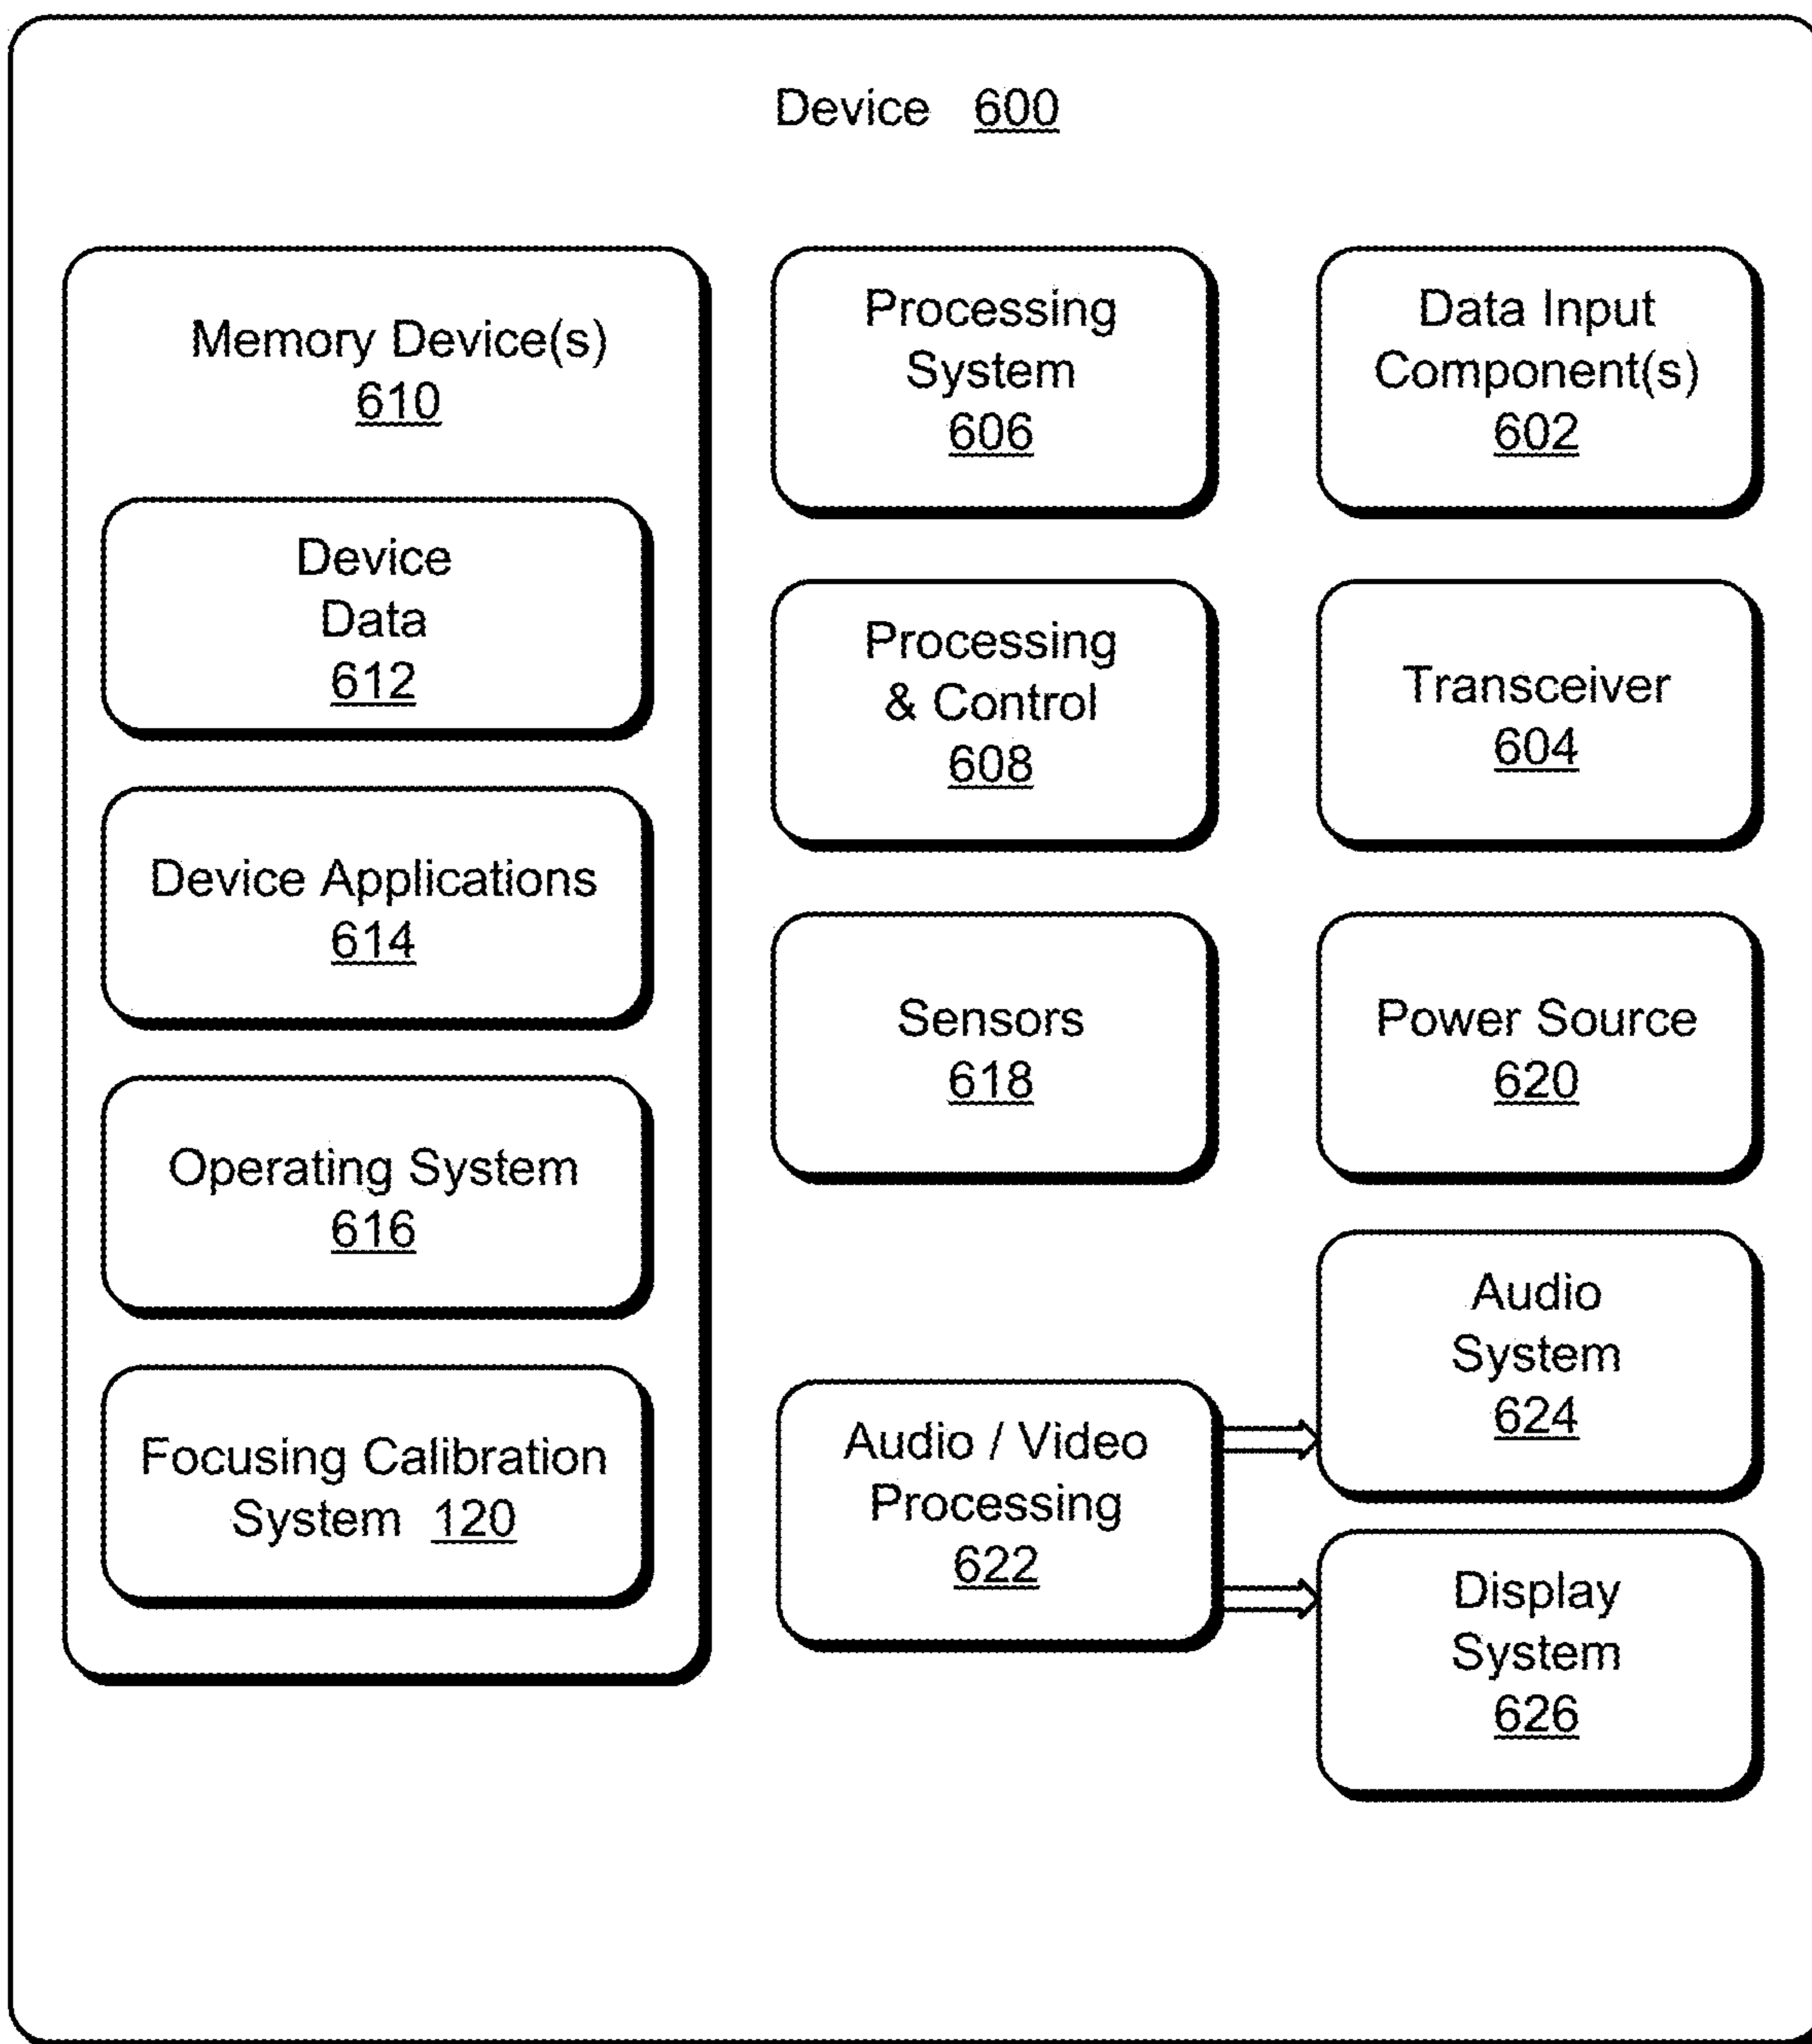 Device 600
Memory Device(s)
610
Device
Data
612
Device Applications
614
Operating System
616
Focusing Calibration
System 120
Processing
System
606
Data Input
Component(s)
602
Processing
& Control
608
Transceiver
604
Sensors
618
Power Source
620
Audio / Video
Processing
622
Audio
System
624
Display
System
626